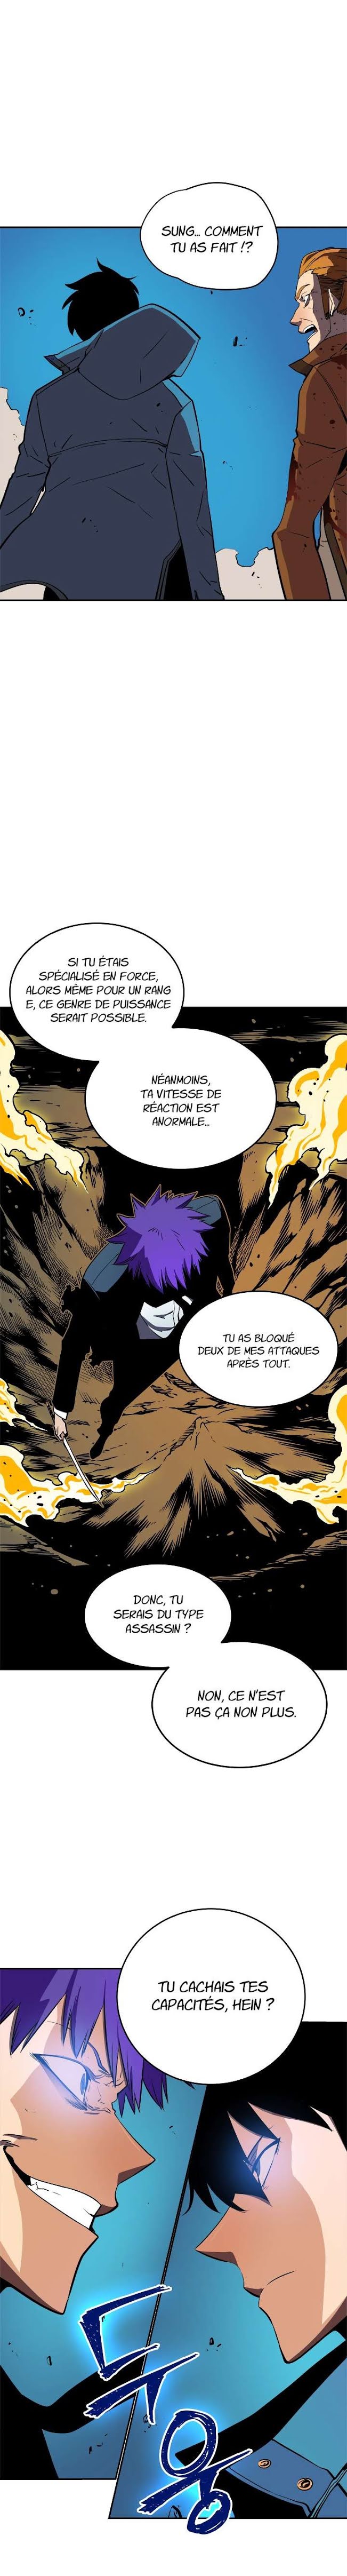 SUNG... COMMENT
TU AS FAIT !?
SI TU ÉTAIS
SPÉCIALISÉ EN FORCE,
ALORS MÊME POUR UN RANG
E, CE GENRE DE PUISSANCE
SERAIT POSSIBLE.
NÉANMOINS,
TA VITESSE DE
RÉACTION EST
ANORMALE...
TU AS BLOQUÉ
DEUX DE MES ATTAQUES
APRÈS TOUT.
DONC, TU
SERAIS DU TYPE
ASSASSIN ?
NON, CE N'EST
PAS ÇA NON PLUS.
TU CACHAIS TES
CAPACITÉS, HEIN ?